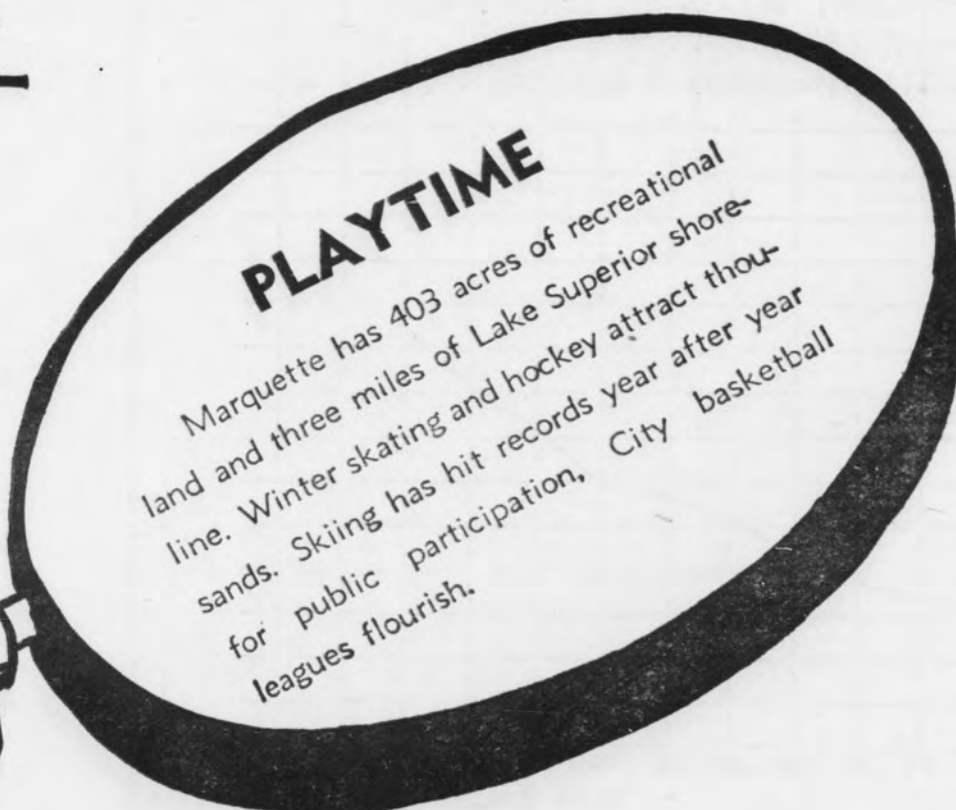 PLAYTIME
Marquette has 403 acres of recreational
land and three miles of Lake Superior shore-
line. Winter skating and hockey attract thou-
sands. Skiing has hit records year after year
for public participation, City basketball
leagues flourish.